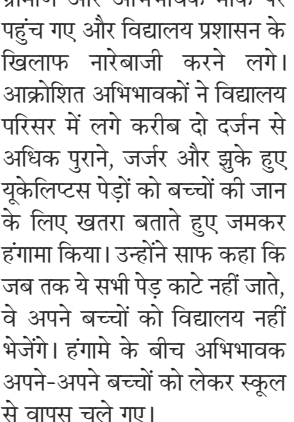 ग्रामीण और अभिभावक मौके पर
पहुंच गए और विद्यालय प्रशासन के
खिलाफ नारेबाजी करने लगे।
आक्रोशित अभिभावकों ने विद्यालय
परिसर में लगे करीब दो दर्जन से
अधिक पुराने, जर्जर और झुके हुए
यूकेलिप्टस पेड़ों को बच्चों की जान
के लिए खतरा बताते हुए जमकर
हंगामा किया। उन्होंने साफ कहा कि
जब तक ये सभी पेड़ काटे नहीं जाते,
वे अपने बच्चों को विद्यालय नहीं
भेजेंगे। हंगामे के बीच अभिभावक
अपने-अपने बच्चों को लेकर स्कूल
से वापस चले गए।